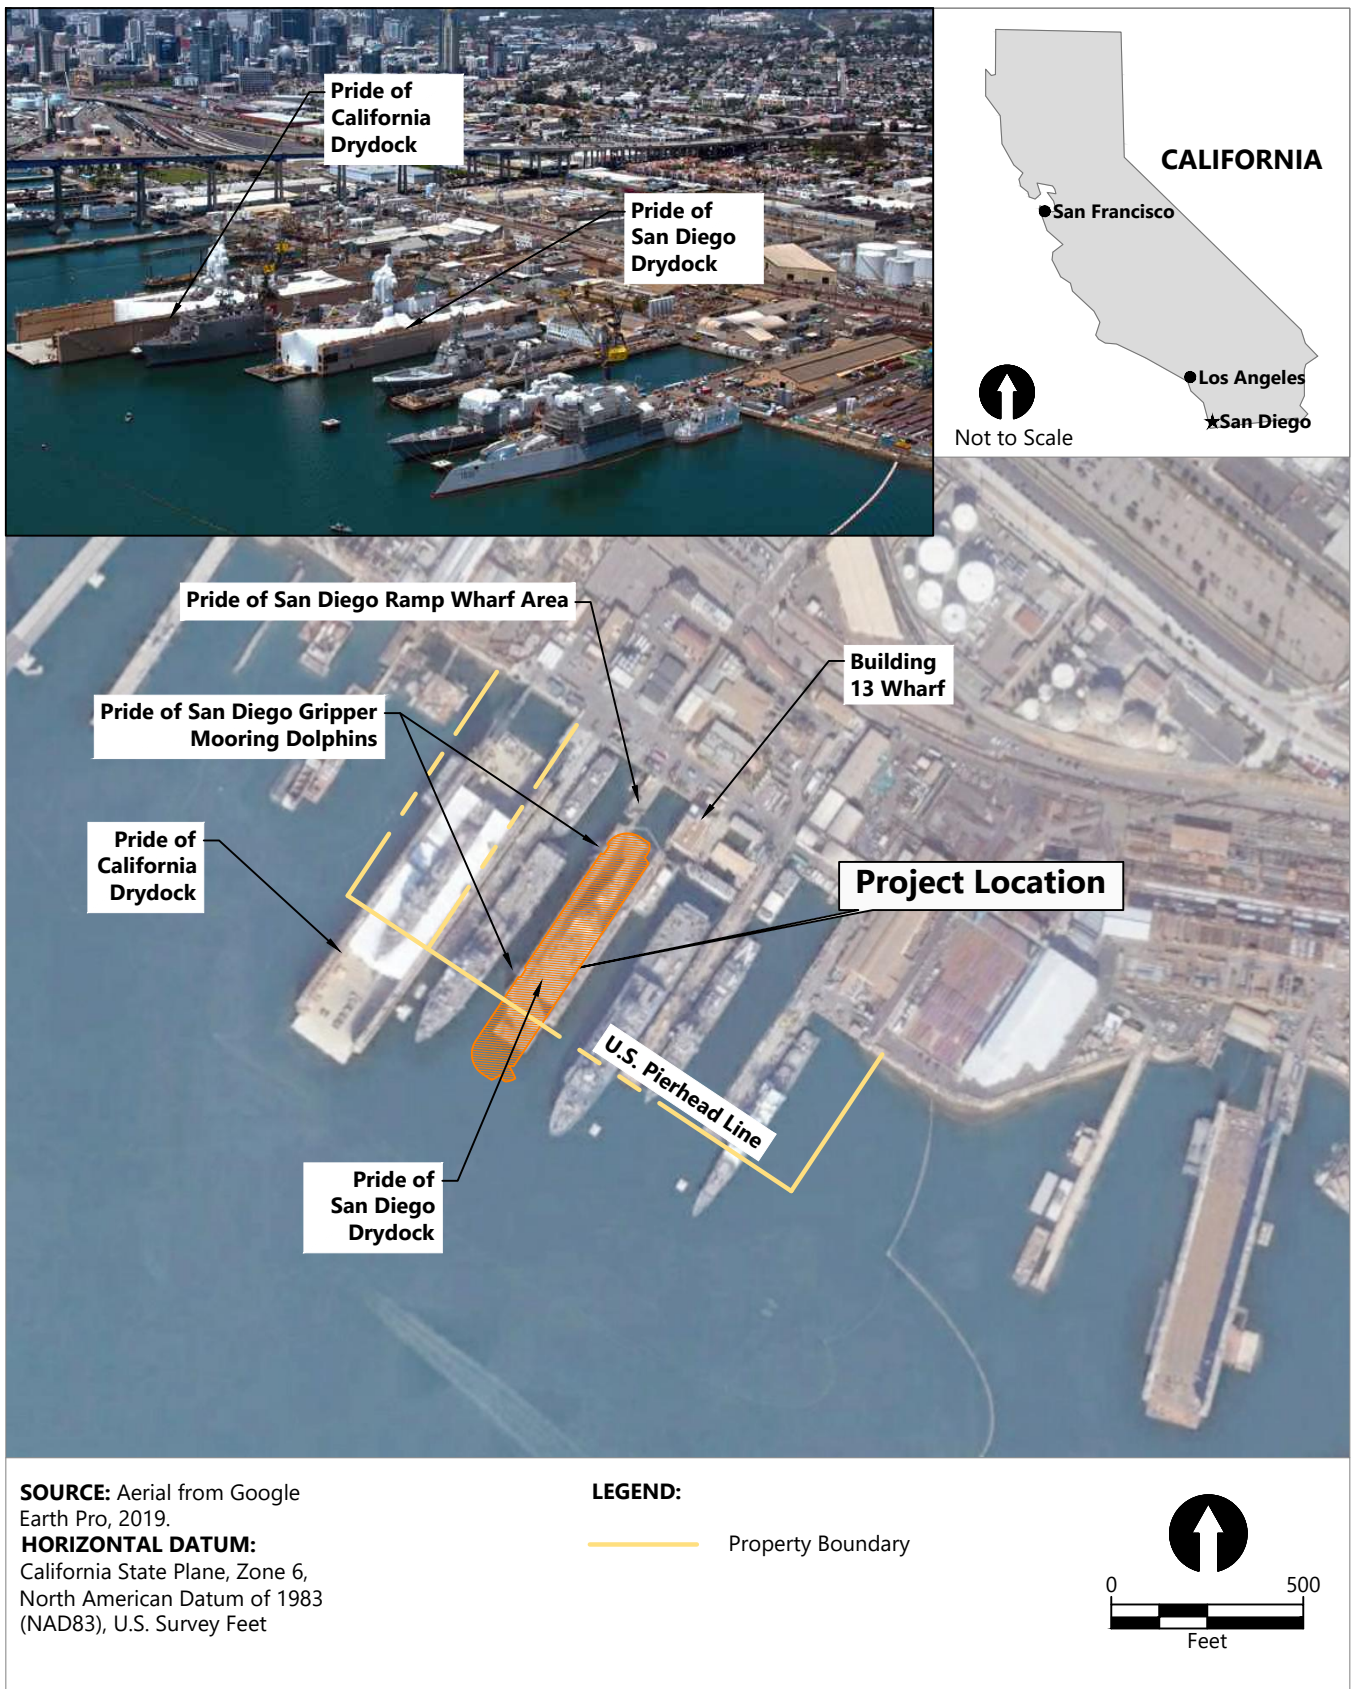 Pride of
California
Drydock
Pride of
San Diego
Drydock
CALIFORNIA
San Francisco
Los Angeles
San Diego
Not to Scale
Pride of San Diego Ramp Wharf Area
Building
13 Wharf
Pride of San Diego Gripper
Mooring Dolphins
Pride of
California
Drydock
Project Location
U.S. Pierhead Line
Pride of
San Diego
Drydock
SOURCE: Aerial from Google
Earth Pro, 2019.
HORIZONTAL DATUM:
California State Plane, Zone 6,
North American Datum of 1983
(NAD83), U.S. Survey Feet
LEGEND:
Property Boundary
0 500
Feet